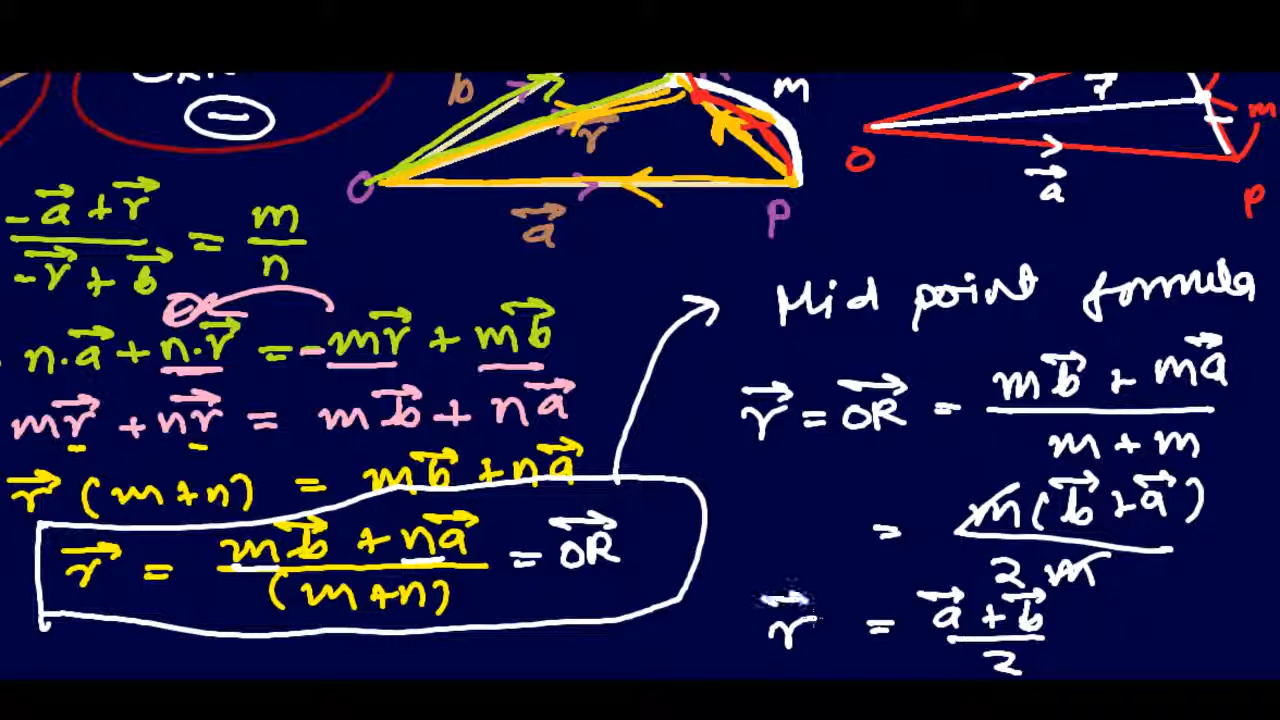 b
r
m
O
a⃗
P
r⃗
m
O
a⃗
P
(-a⃗ + r⃗)/(-r⃗ + b⃗) = m/n
n.a⃗ + n.r⃗ = -mr⃗ + mb⃗
mr⃗ + nr⃗ = mb⃗ + na⃗
r⃗ (m+n) = mb⃗ + na⃗
r⃗ = (mb⃗ + na⃗)/(m+n) = OR⃗
Mid point formula
r⃗ = OR⃗ = (mb⃗ + ma⃗)/(m + m)
= m(b⃗ + a⃗)/2m
r⃗ = (a⃗ + b⃗)/2